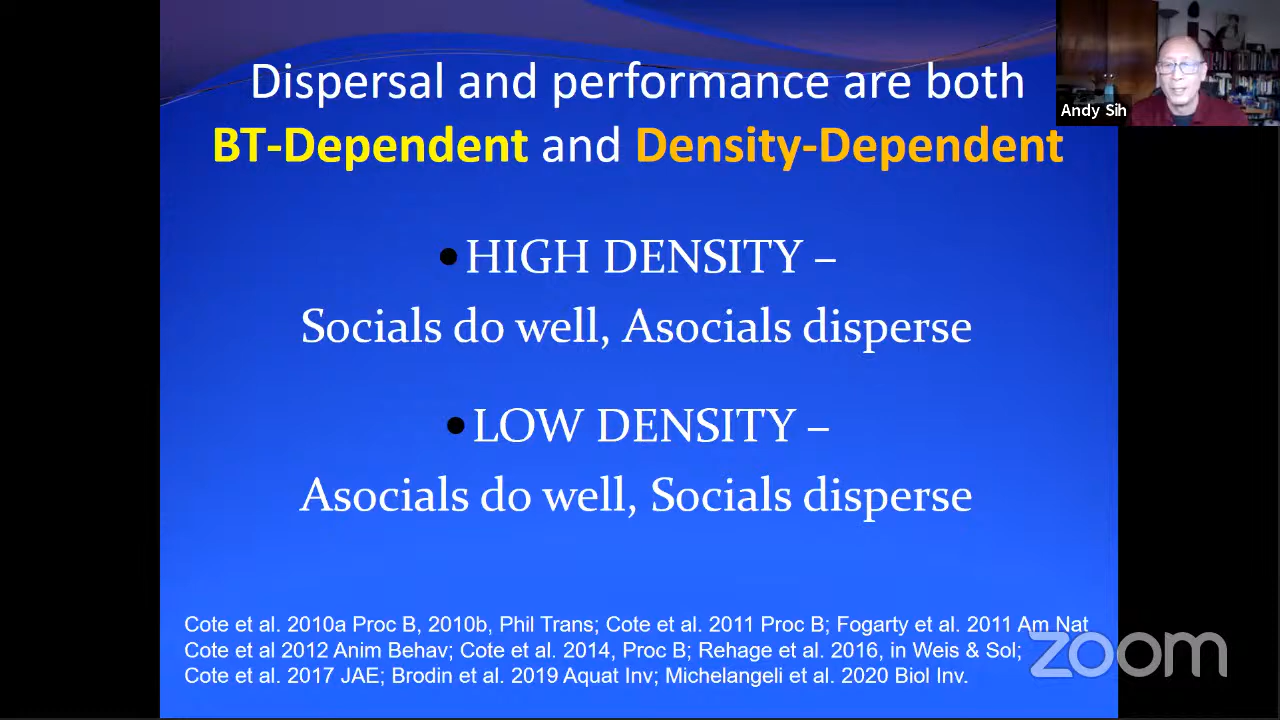 Dispersal and performance are both
BT-Dependent and Density-Dependent
Andy Sih
•HIGH DENSITY –
Socials do well, Asocials disperse
•LOW DENSITY –
Asocials do well, Socials disperse
Cote et al. 2010a Proc B, 2010b, Phil Trans; Cote et al. 2011 Proc B; Fogarty et al. 2011 Am Nat
Cote et al 2012 Anim Behav; Cote et al. 2014, Proc B; Rehage et al. 2016, in Weis & Sol;
Cote et al. 2017 JAE; Brodin et al. 2019 Aquat Inv; Michelangeli et al. 2020 Biol Inv.
zoom